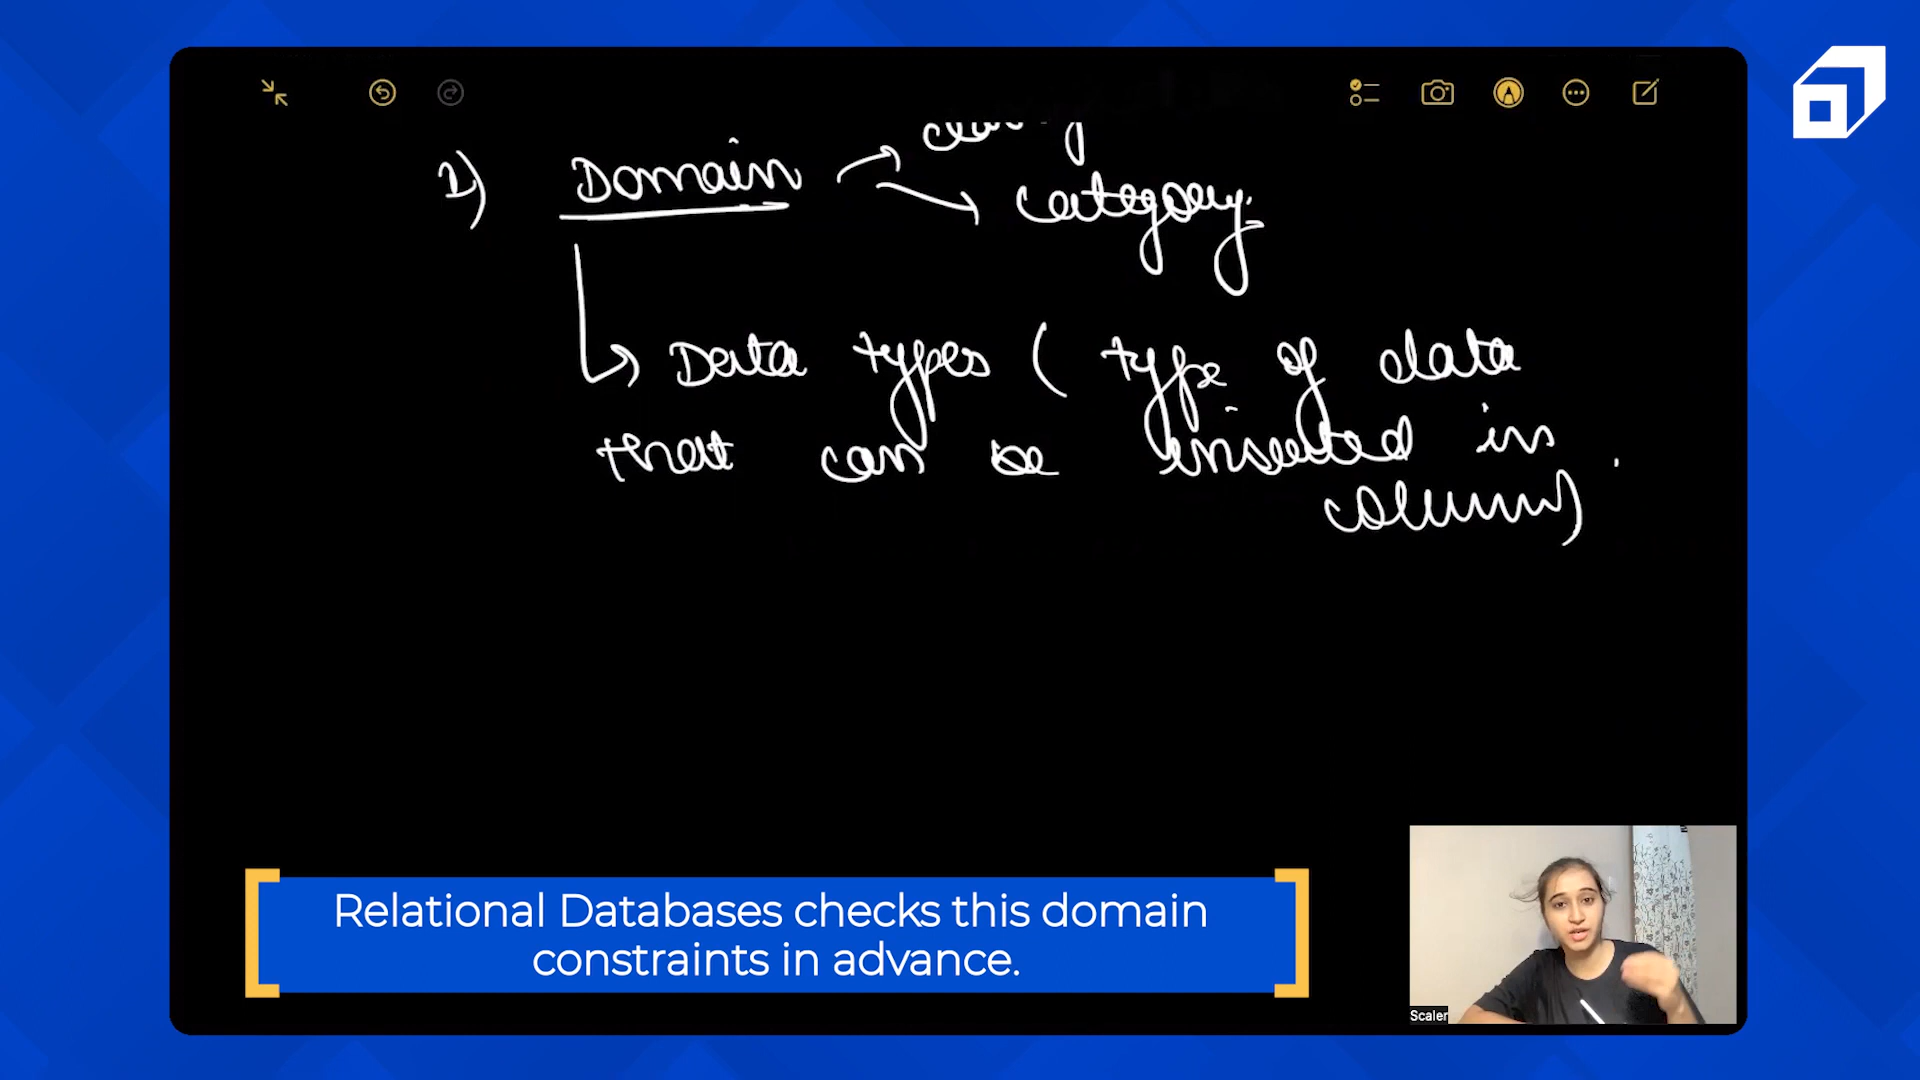 1) Domain → category.
↳ Data types ( type of data
that can be inserted in
column)
Relational Databases checks this domain
constraints in advance.
Scaler